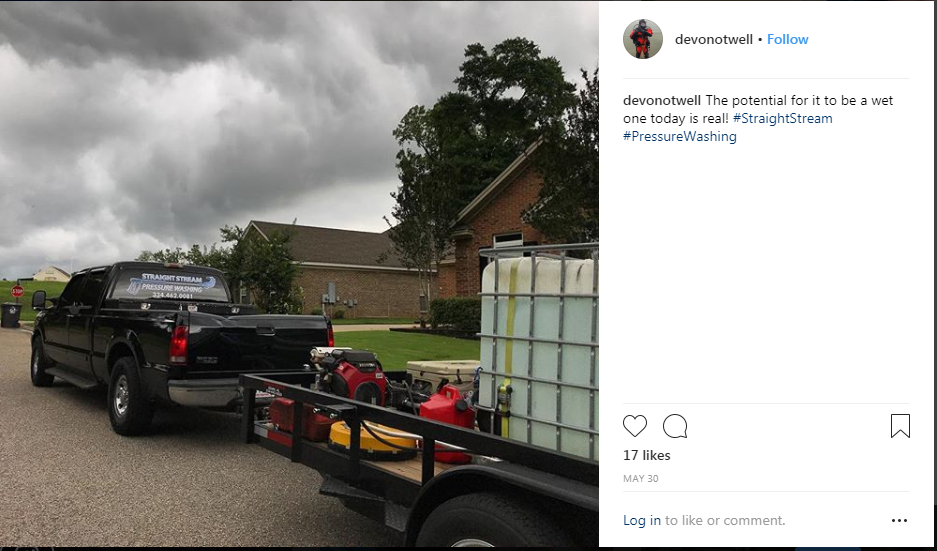 devonotwell • Follow
devonotwell The potential for it to be a wet
one today is real! #StraightStream
#PressureWashing
STRAIGHT STREAM
PRESSURE WASHING
STOP
17 likes
MAY 30
Log in to like or comment.